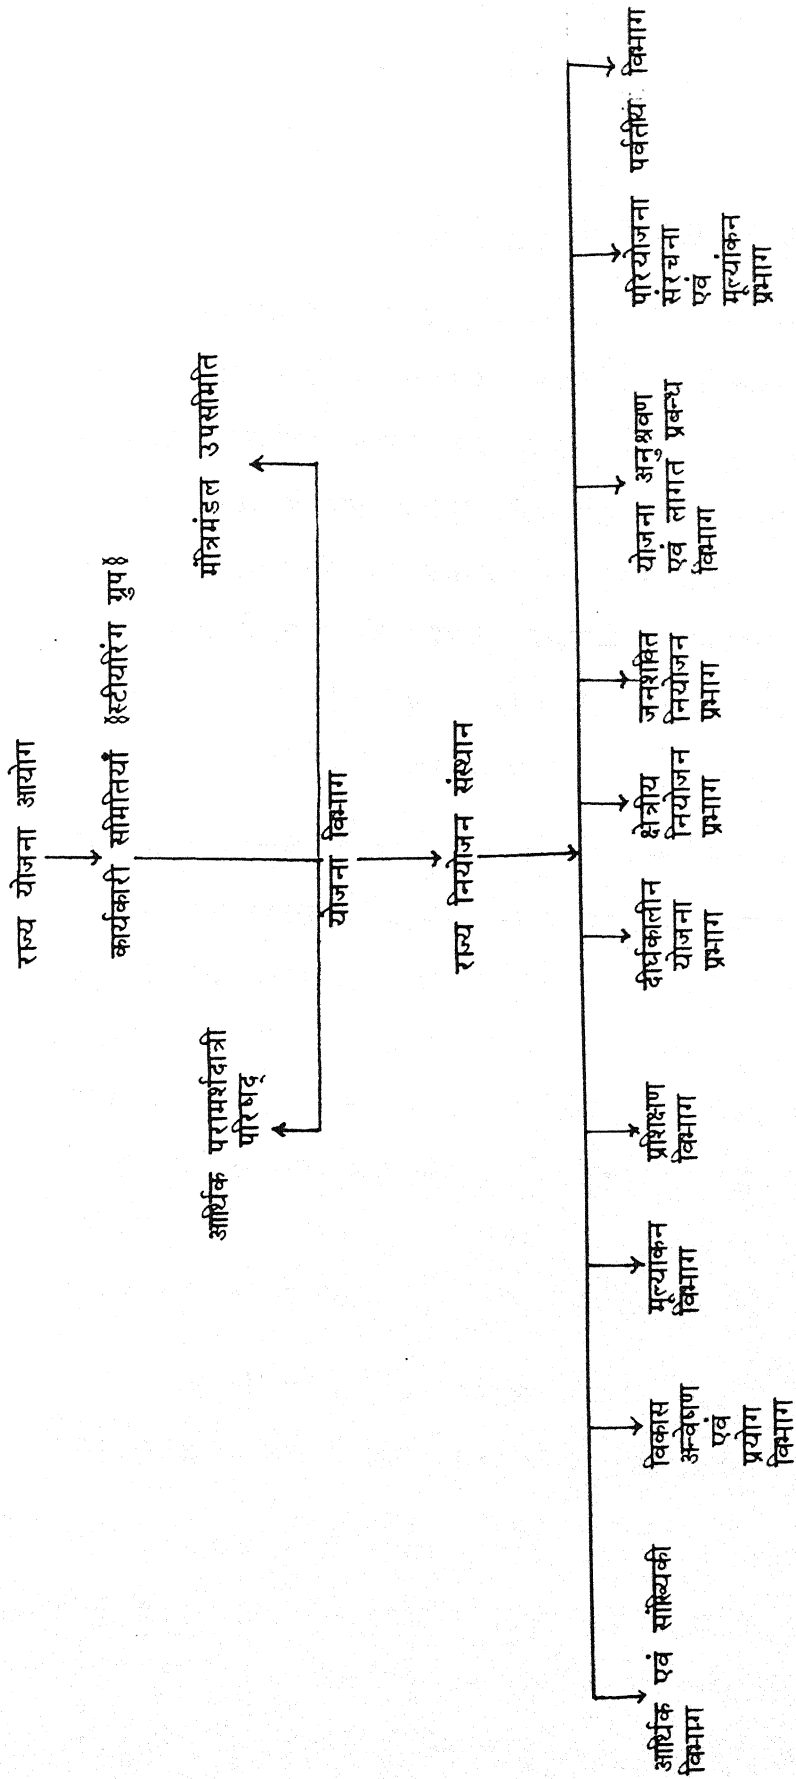 राज्य योजना आयोग
कार्यकारी समितियाँ ४स्टीयरिंग ग्रुप४
आर्थिक परामर्शदात्री
परिषद्
मंत्रिमंडल उपसमिति
योजना विभाग
राज्य नियोजन संस्थान
आर्थिक एवं सांख्यिकी
विभाग
विकास
अन्वेषण
एवं
प्रयोग
विभाग
मूल्यांकन
विभाग
प्रशिक्षण
विभाग
दीर्घकालीन
योजना
प्रभाग
क्षेत्रीय
नियोजन
प्रभाग
जनशक्ति
नियोजन
प्रभाग
योजना अनुश्रवण
एवं लागत प्रबन्ध
विभाग
परियोजना
संरचना
एवं
मूल्यांकन
प्रभाग
पर्वतीय विभाग